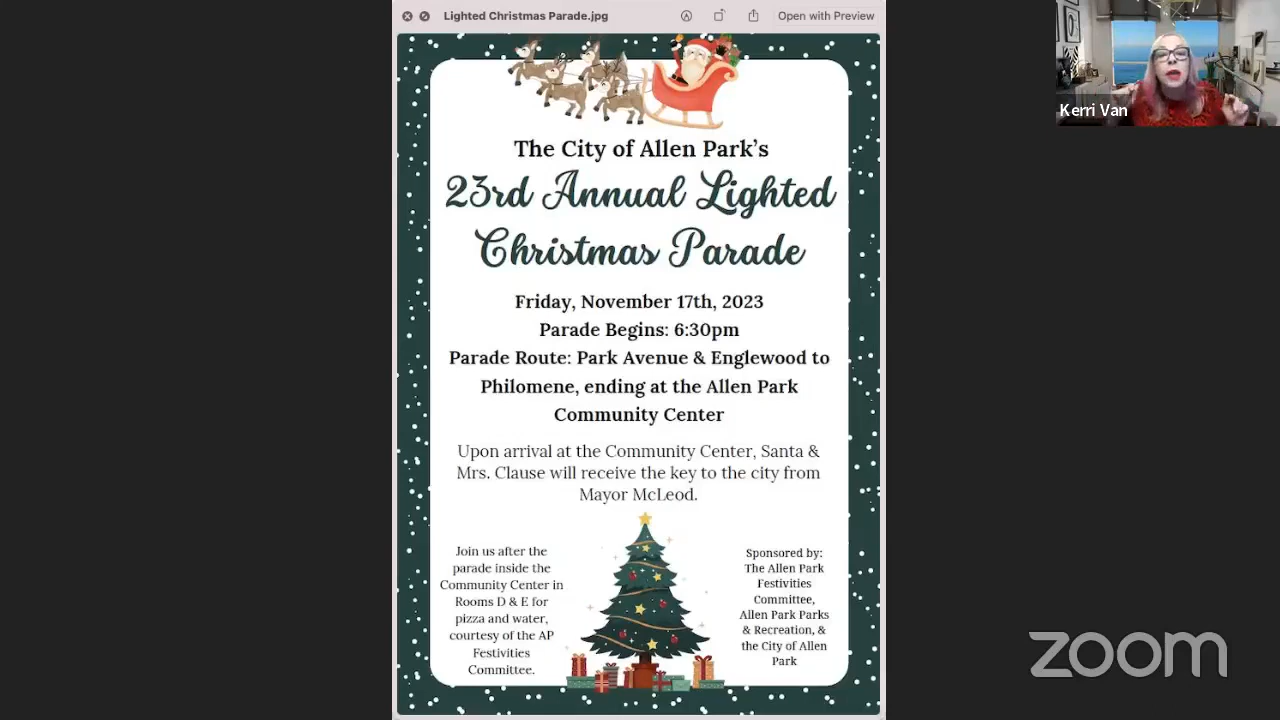 Lighted Christmas Parade.jpg
Open with Preview
The City of Allen Park’s
23rd Annual Lighted
Christmas Parade
Friday, November 17th, 2023
Parade Begins: 6:30pm
Parade Route: Park Avenue & Englewood to
Philomene, ending at the Allen Park
Community Center
Upon arrival at the Community Center, Santa &
Mrs. Clause will receive the key to the city from
Mayor McLeod.
Join us after the
parade inside the
Community Center in
Rooms D & E for
pizza and water,
courtesy of the AP
Festivities
Committee.
Sponsored by:
The Allen Park
Festivities
Committee,
Allen Park Parks
& Recreation, &
the City of Allen
Park
Kerri Van
zoom